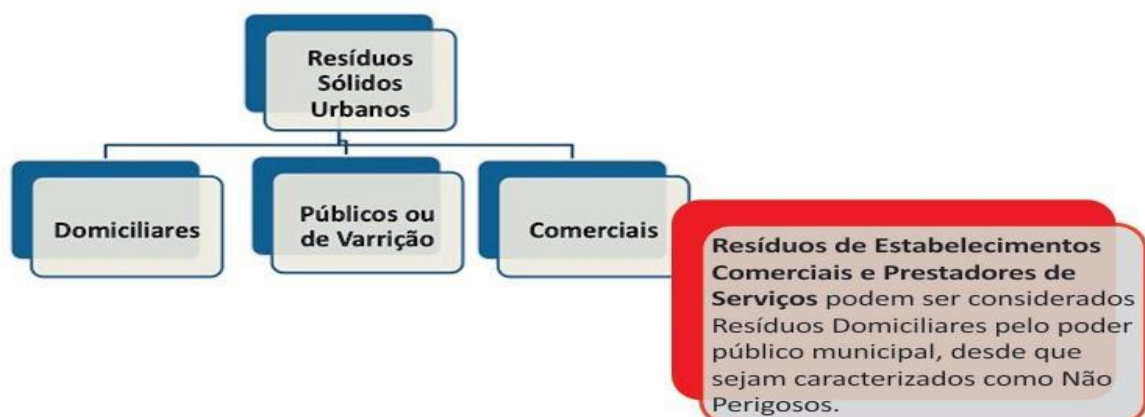 Resíduos
Sólidos
Urbanos
Domiciliares
Públicos ou
de Varrição
Comerciais
Resíduos de Estabelecimentos
Comerciais e Prestadores de
Serviços podem ser considerados
Resíduos Domiciliares pelo poder
público municipal, desde que
sejam caracterizados como Não
Perigosos.